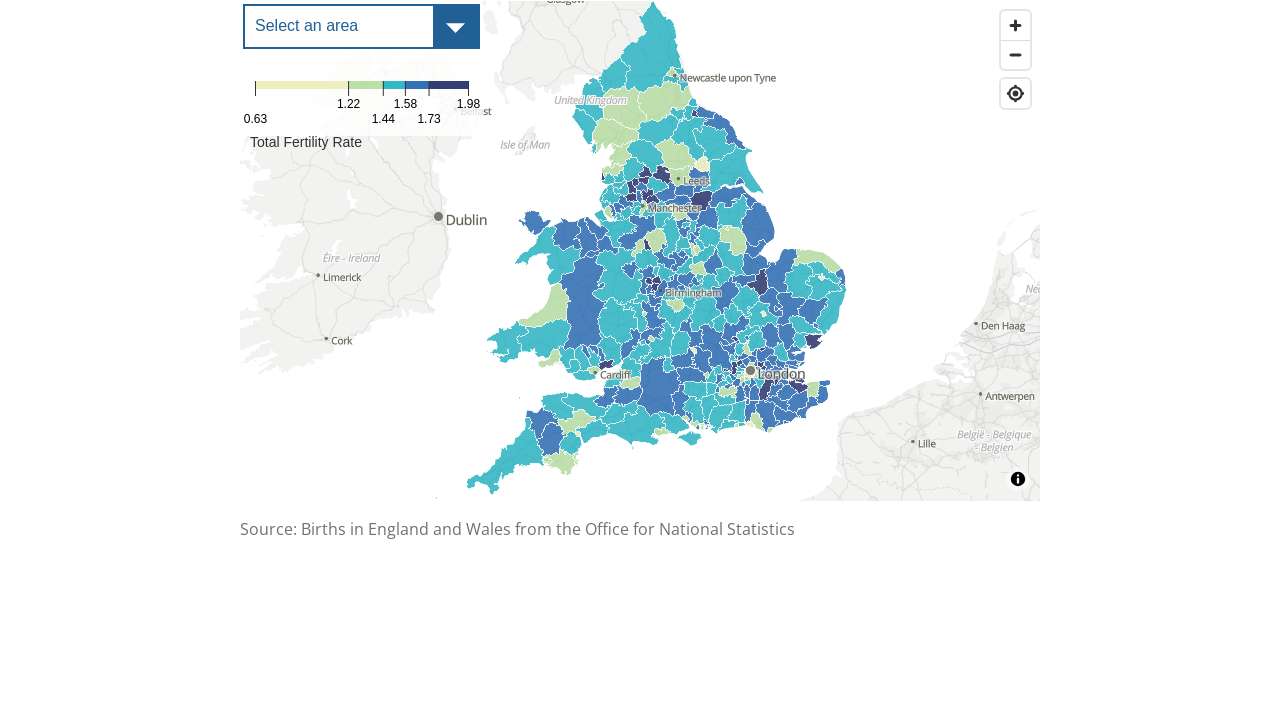 Select an area
Newcastle upon Tyne
United Kingdom
1.22
1.58
1.98
0.63
1.44
1.73
Total Fertility Rate
Isle of Man
Leeds
Manchester
Dublin
Éire - Ireland
Limerick
Birmingham
Cork
Den Haag
Cardiff
London
Antwerpen
België - Belgique
- Belgien
Lille
Source: Births in England and Wales from the Office for National Statistics